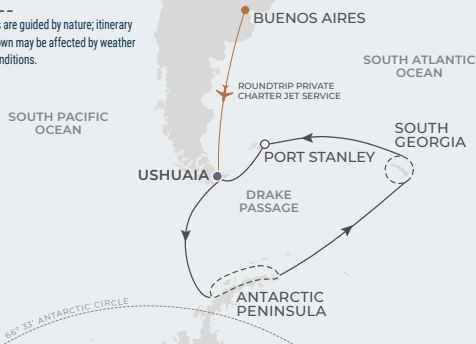 s are guided by nature; itinerary
own may be affected by weather
nditions.
BUENOS AIRES
SOUTH ATLANTIC
OCEAN
ROUNDTRIP PRIVATE
CHARTER JET SERVICE
SOUTH PACIFIC
OCEAN
SOUTH
GEORGIA
PORT STANLEY
USHUAIA
DRAKE
PASSAGE
ANTARCTIC
PENINSULA
66° 33' ANTARCTIC CIRCLE